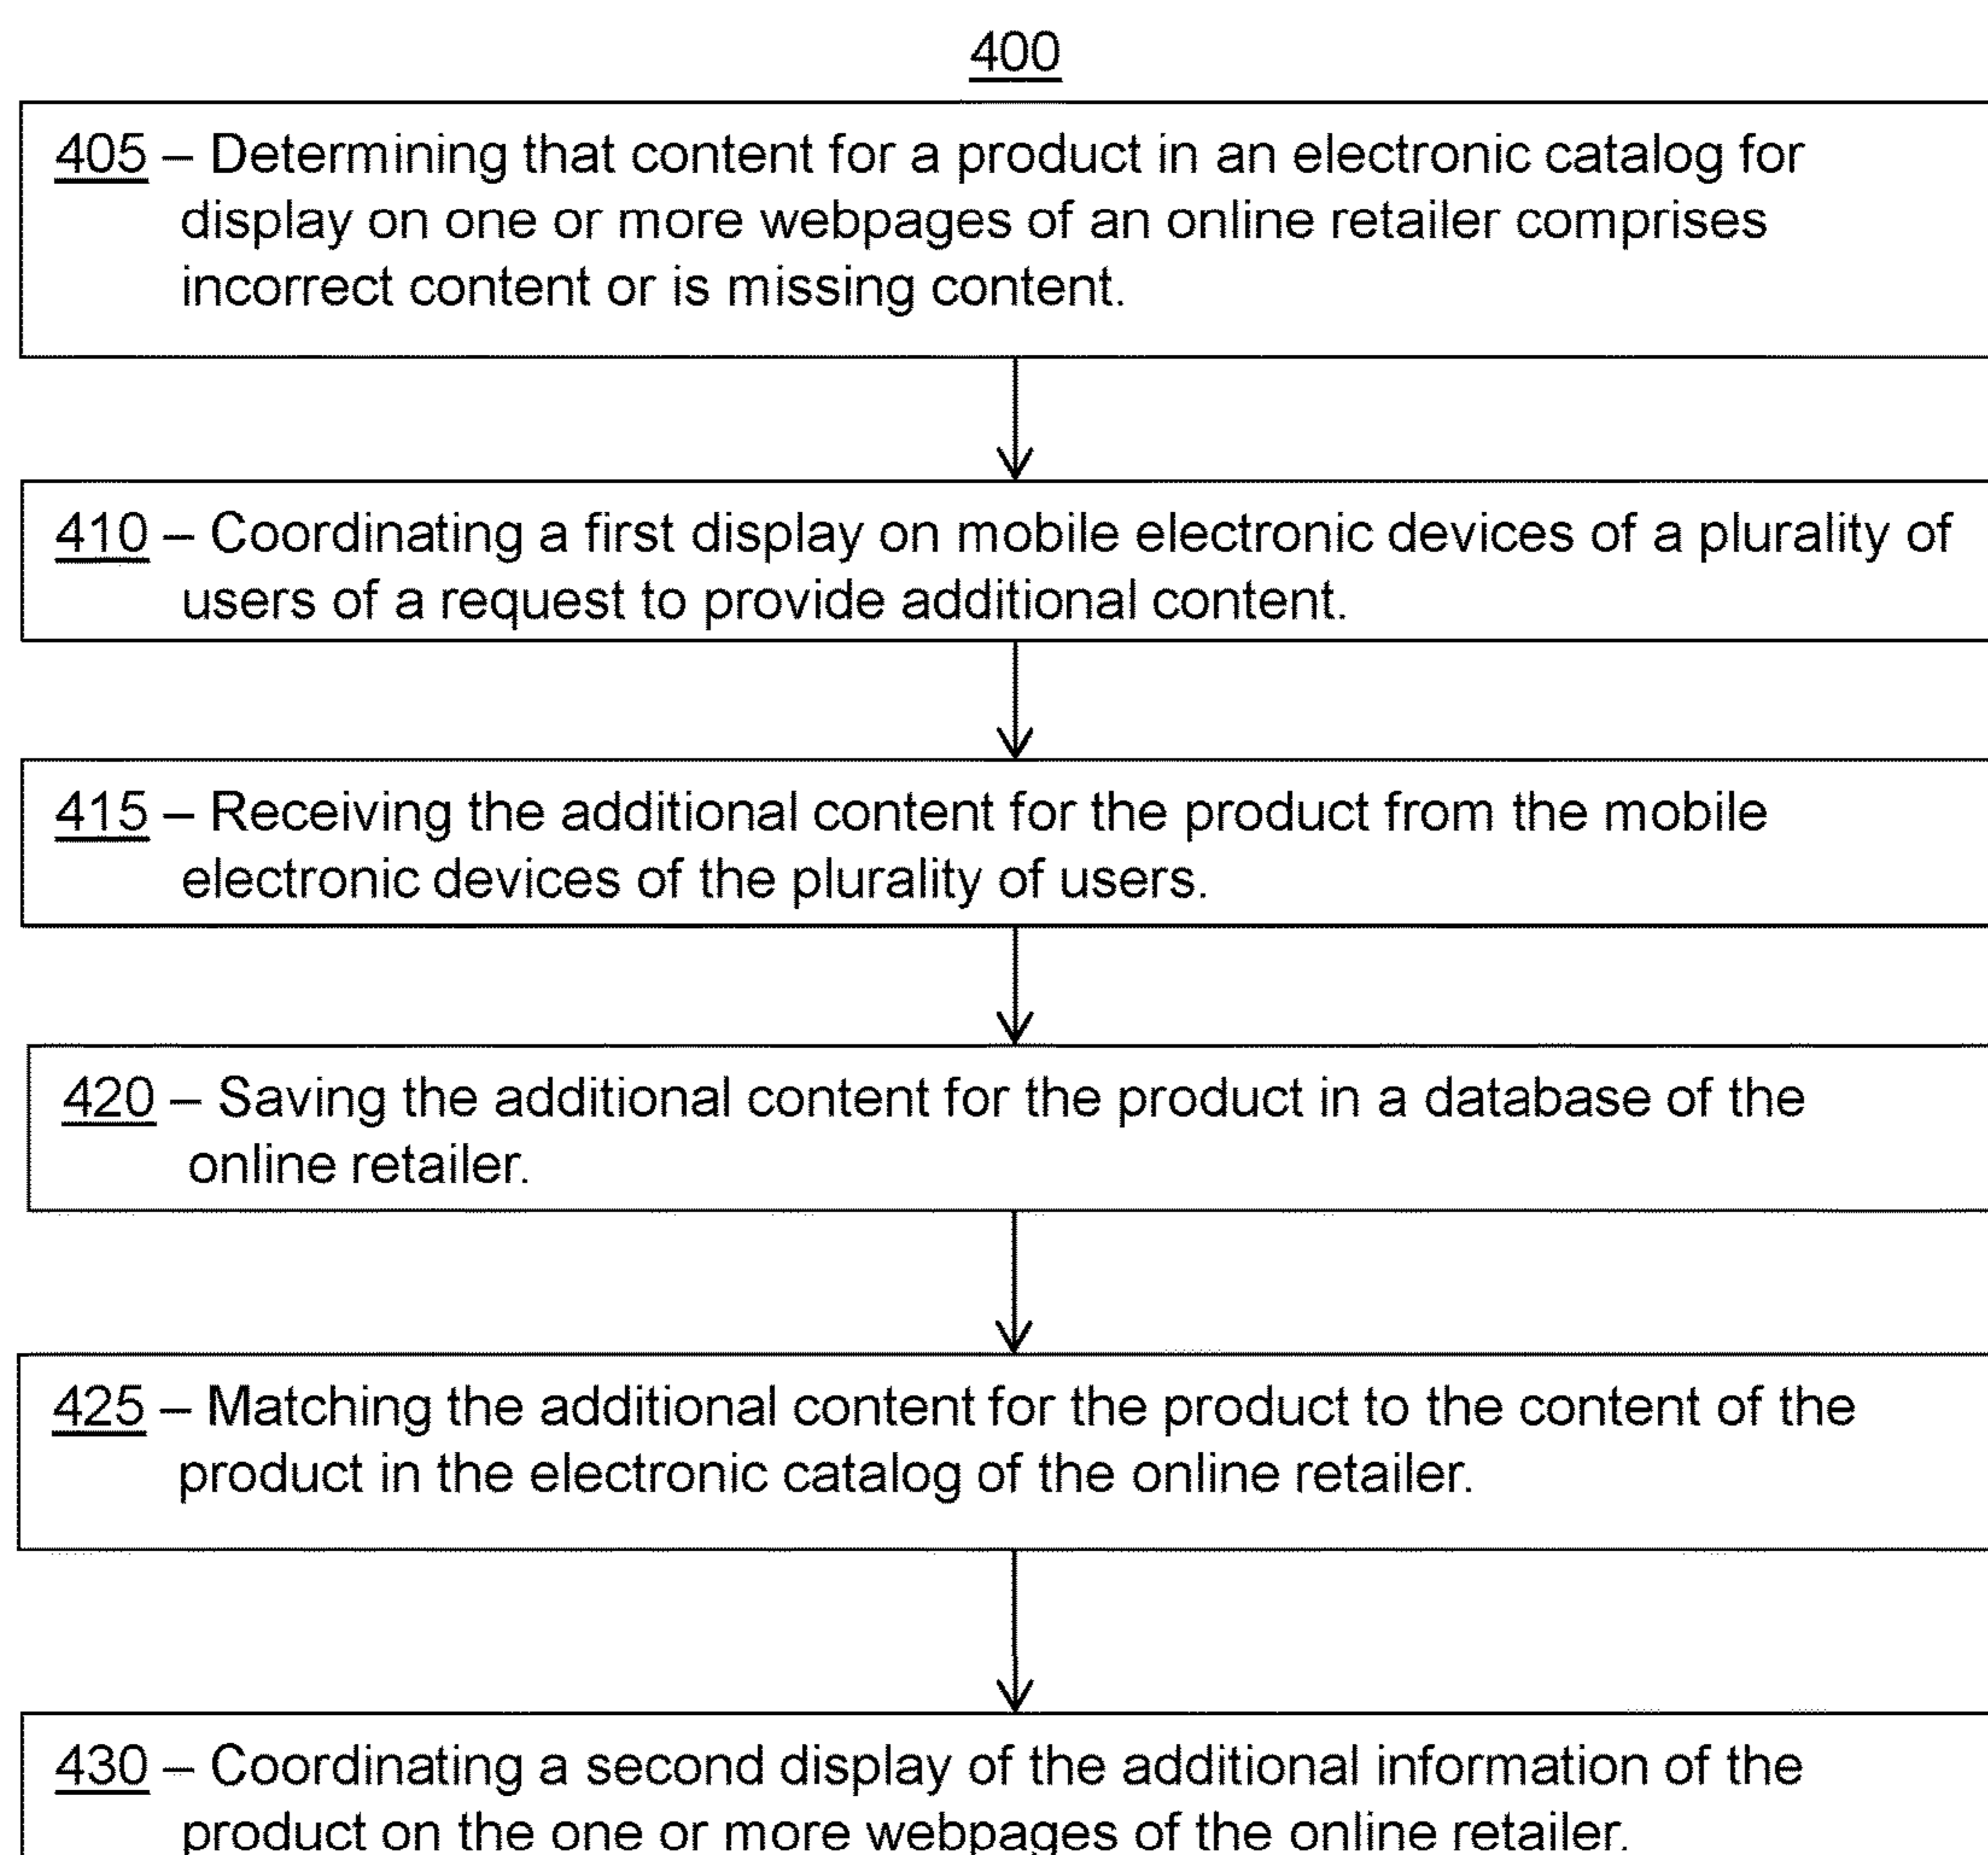 400
405 – Determining that content for a product in an electronic catalog for
display on one or more webpages of an online retailer comprises
incorrect content or is missing content.
410 – Coordinating a first display on mobile electronic devices of a plurality of
users of a request to provide additional content.
415 – Receiving the additional content for the product from the mobile
electronic devices of the plurality of users.
420 – Saving the additional content for the product in a database of the
online retailer.
425 – Matching the additional content for the product to the content of the
product in the electronic catalog of the online retailer.
430 – Coordinating a second display of the additional information of the
product on the one or more webpages of the online retailer.